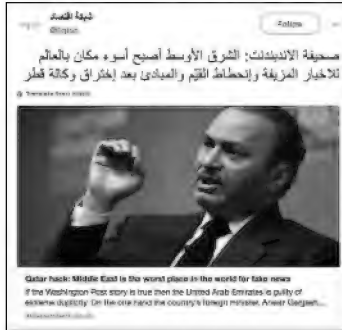 شبكة اقتصاد
Follow
صحيفة الاندبندنت: الشرق الأوسط أصبح أسوء مكان بالعالم
للاخبار المزيفة وإنحطاط القيم والمبادئ بعد إختراق وكالة قطر
Translate from Arabic
Qatar hack: Middle East is the worst place in the world for fake news
If the Washington Post story is true then the United Arab Emirates is guilty of
extreme duplicity. On the one hand the country's foreign minister, Anwar Gargash,...
independent.co.uk